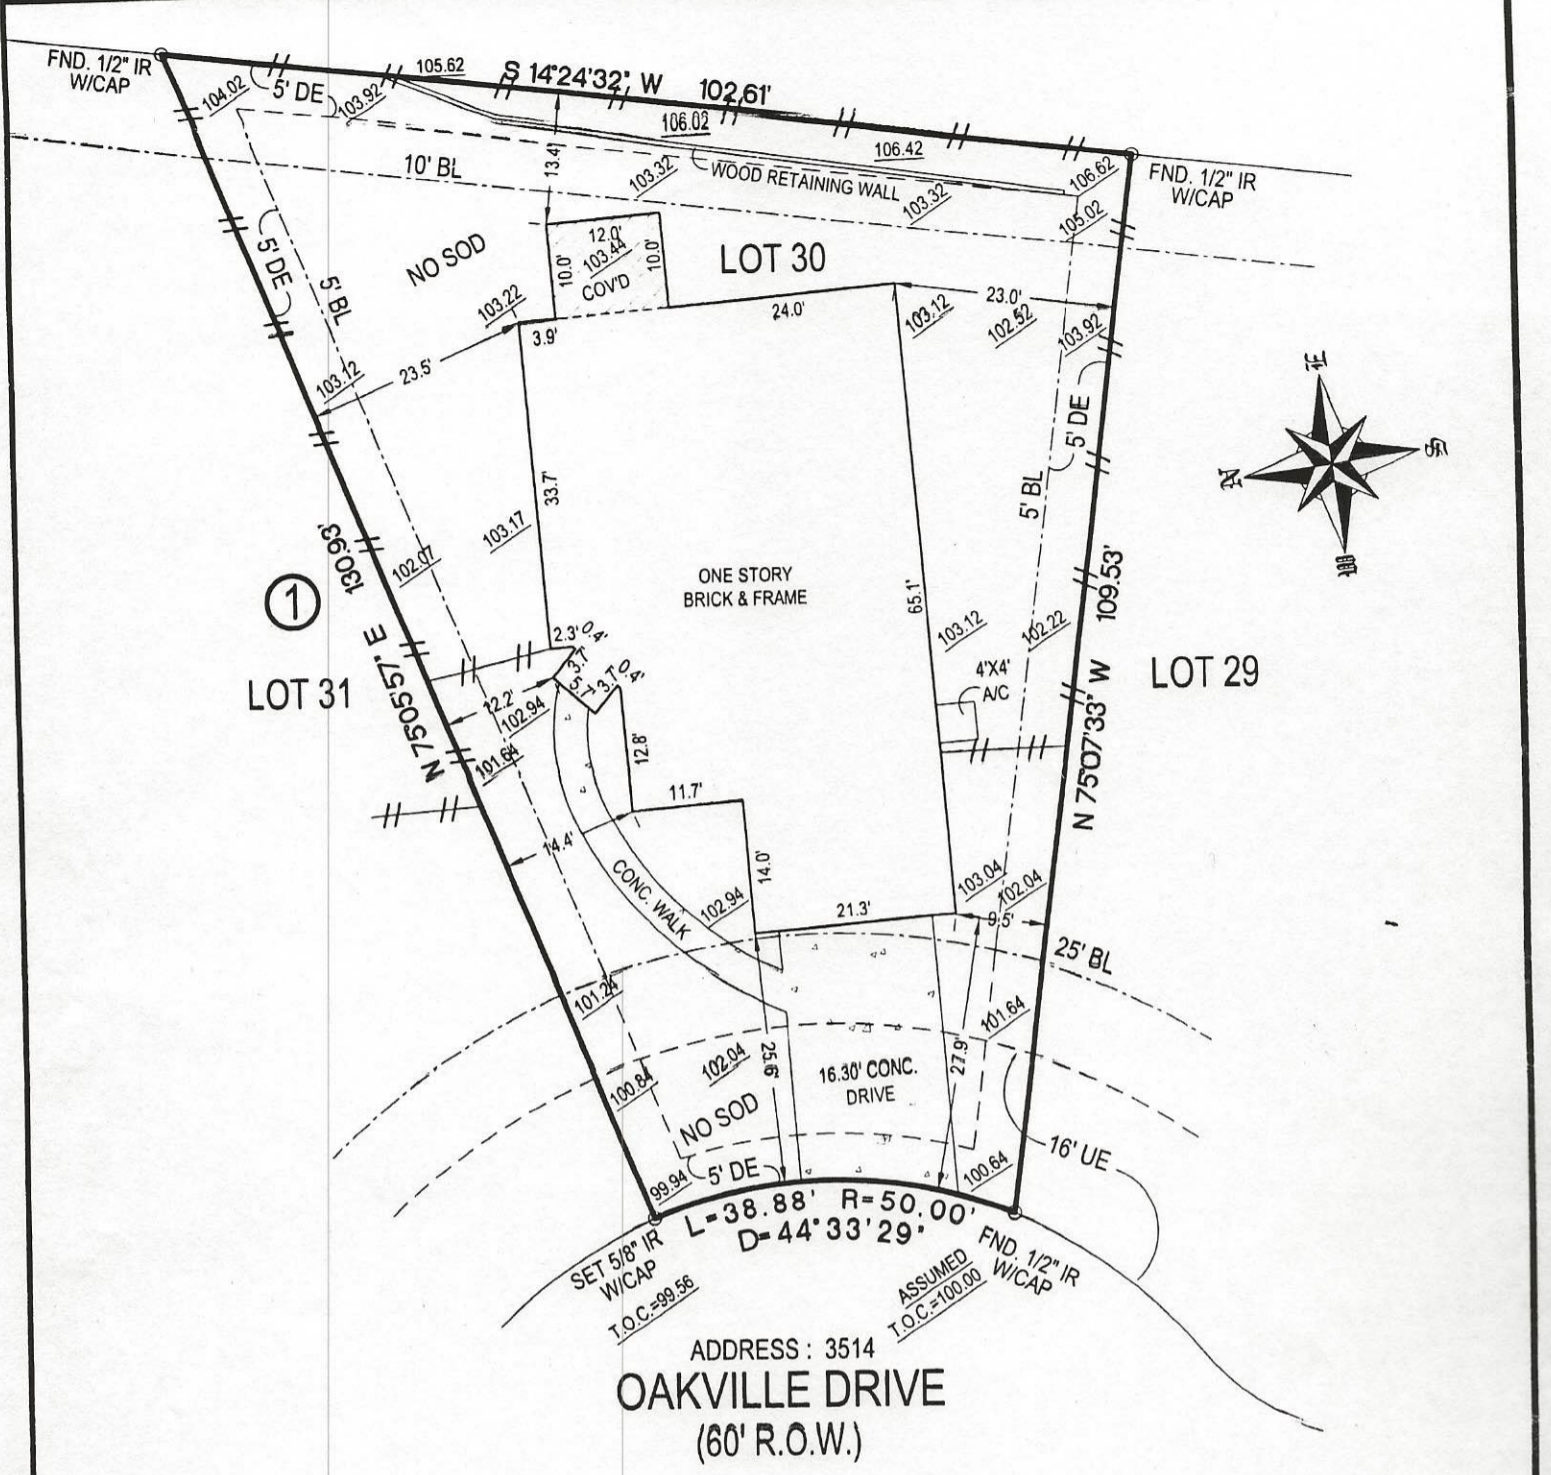 FND. 1/2" IR
W/CAP
104.02
5' DE
103.92
105.62
S 14°24'32" W
102.61'
106.02
106.42
106.62
FND. 1/2" IR
W/CAP
10' BL
13.4'
103.32
WOOD RETAINING WALL
103.32
105.02
5' DE
5' BL
NO SOD
12.0'
103.44
10.0'
10.0'
COV'D
LOT 30
103.22
3.9'
24.0'
103.12
23.0'
102.52
103.92
103.12
23.5'
5' DE
5' BL
E
N
S
W
33.7'
103.17
130.93'
102.07
1
ONE STORY
BRICK & FRAME
65.1'
109.53'
103.12
102.22
N 75°05'57" E
LOT 31
2.3'
0.4'
3.7'
5.7'
3.7'
0.4'
4'X4'
A/C
LOT 29
N 75°07'33" W
12.2'
102.94
101.64
12.8'
11.7'
14.4'
14.0'
CONC. WALK
102.94
21.3'
103.04
102.04
9.5'
25' BL
101.24
101.64
100.84
102.04
25.6'
16.30' CONC.
DRIVE
27.9'
NO SOD
16' UE
99.94
5' DE
100.64
L=38.88'
R=50.00'
D=44°33'29"
SET 5/8" IR
W/CAP
T.O.C.=99.56
ASSUMED
T.O.C.=100.00
FND. 1/2" IR
W/CAP
ADDRESS : 3514
OAKVILLE DRIVE
(60' R.O.W.)